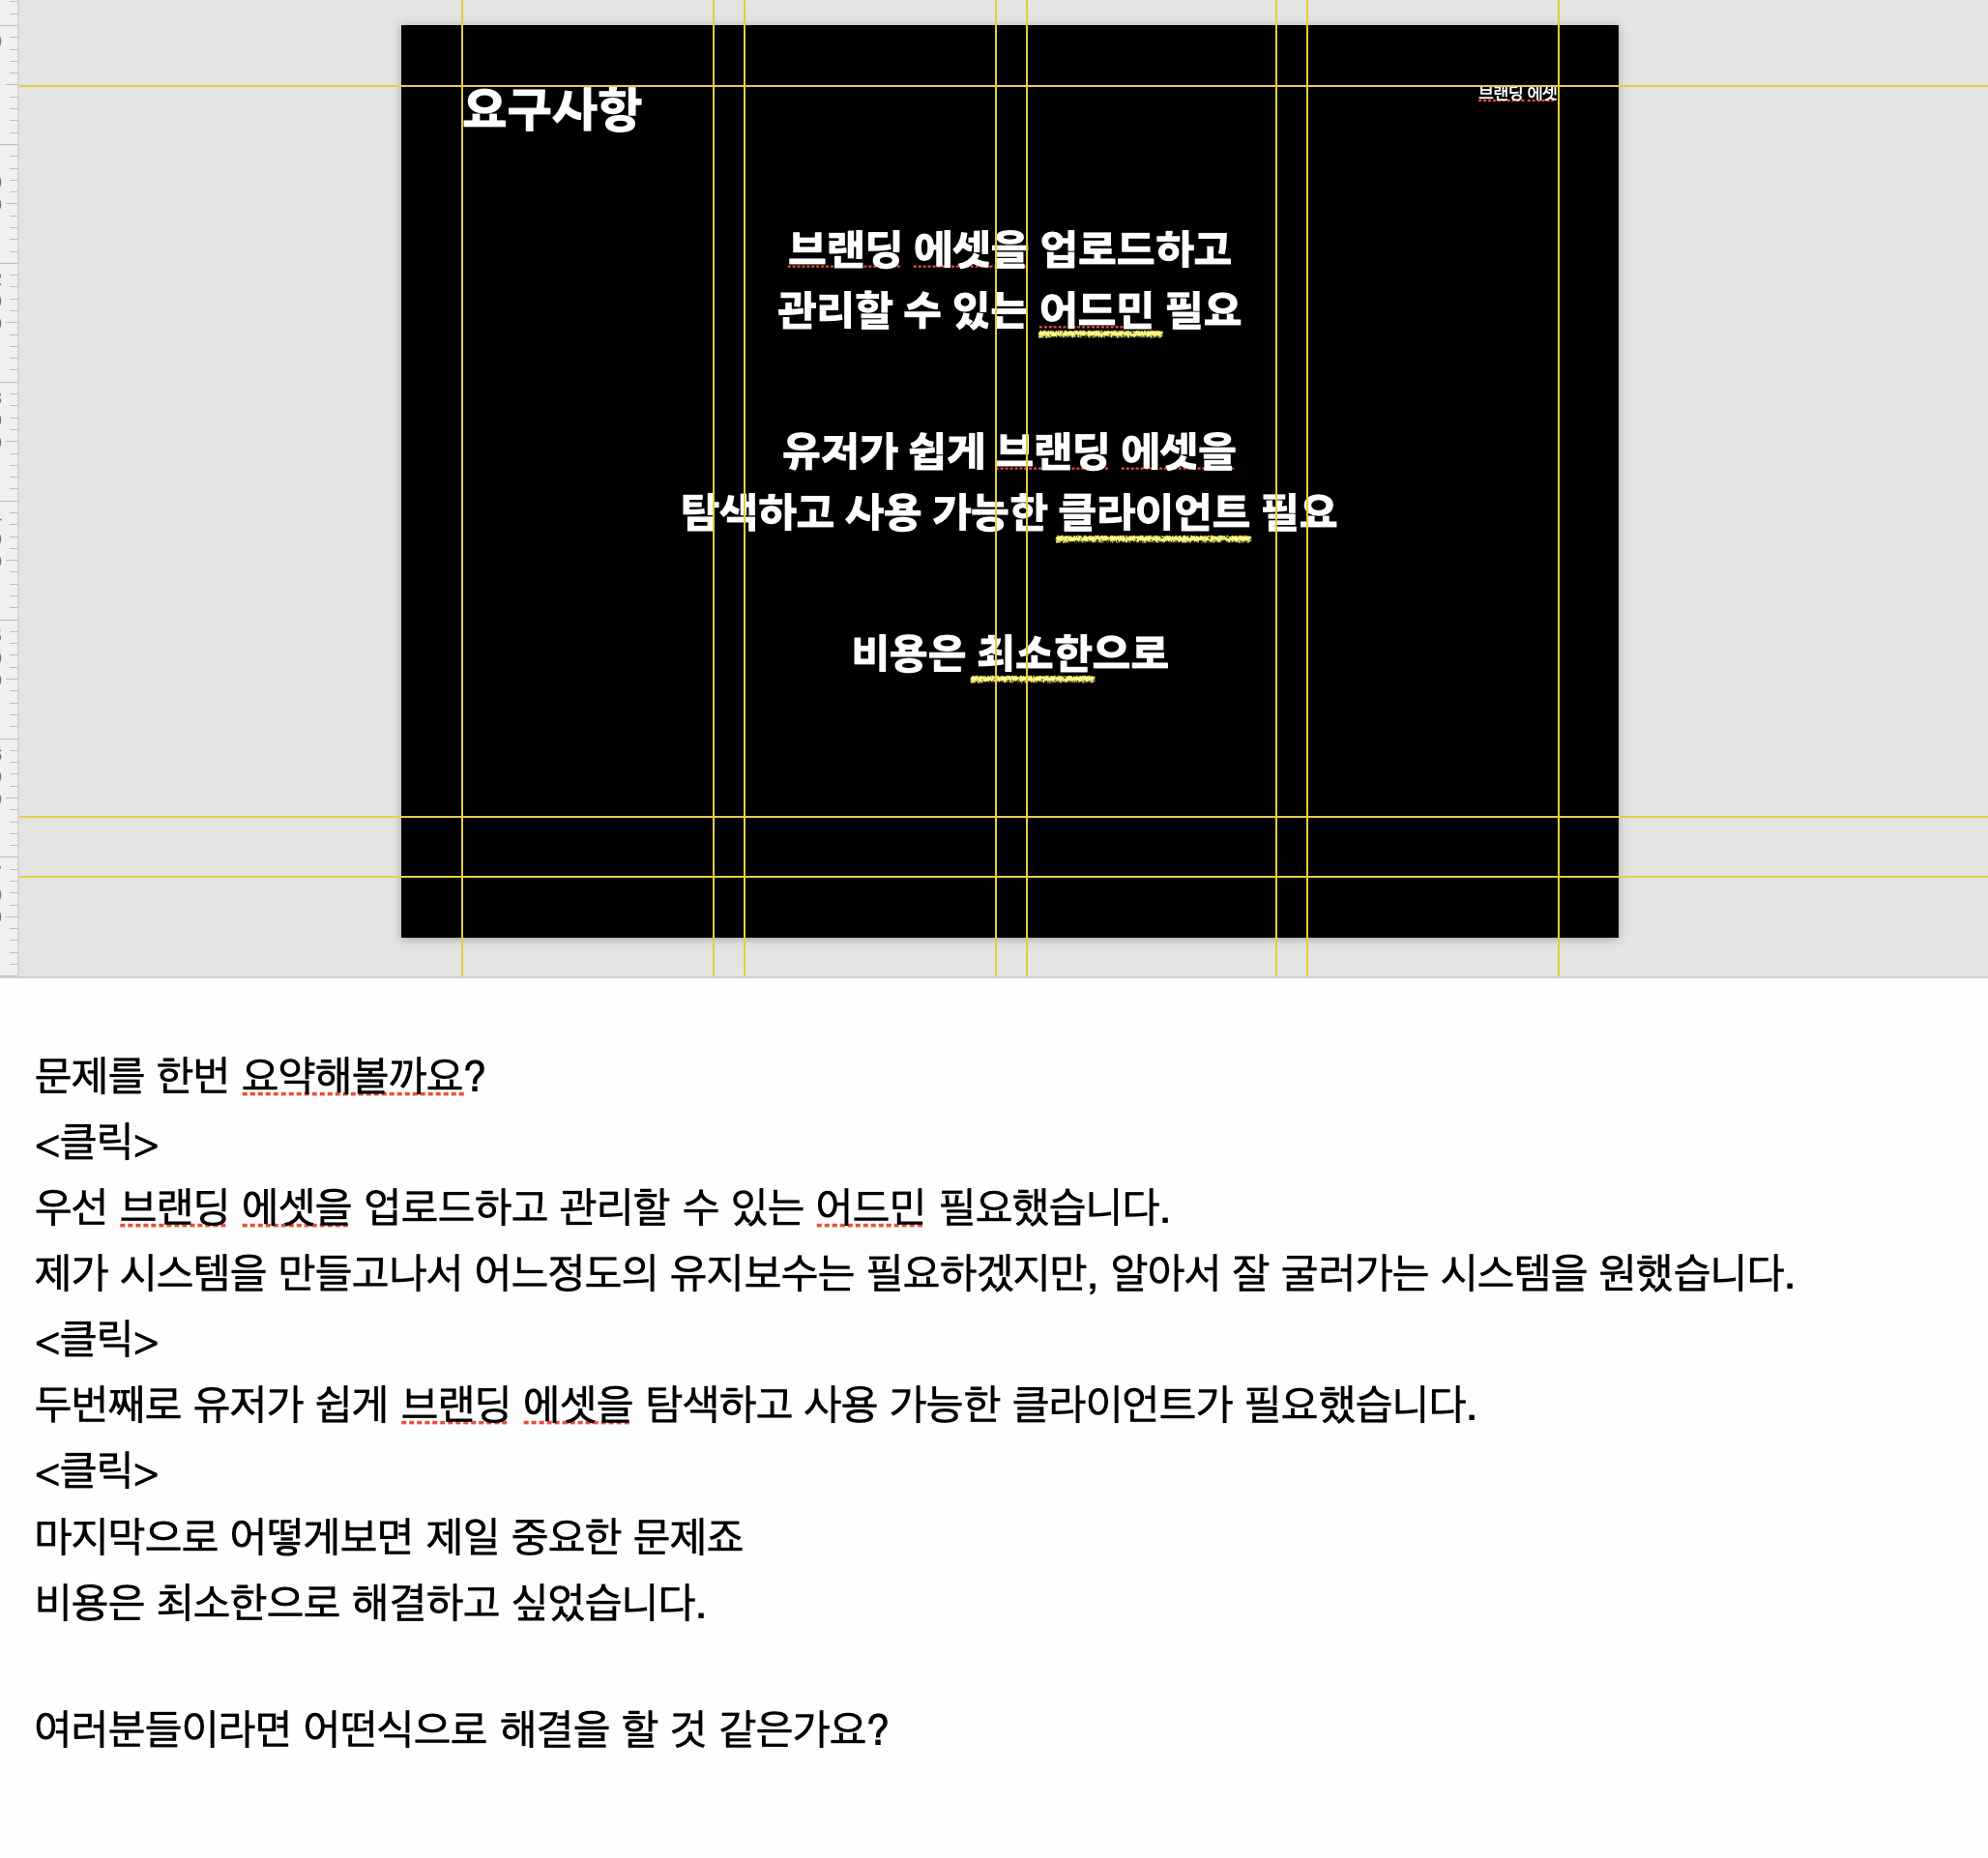 요구사항
브랜딩 에셋
브랜딩 에셋을 업로드하고
관리할 수 있는 어드민 필요
유저가 쉽게 브랜딩 에셋을
탐색하고 사용 가능한 클라이언트 필요
비용은 최소한으로
문제를 한번 요약해볼까요?
<클릭>
우선 브랜딩 에셋을 업로드하고 관리할 수 있는 어드민 필요했습니다.
제가 시스템을 만들고나서 어느정도의 유지보수는 필요하겠지만, 알아서 잘 굴러가는 시스템을 원했습니다.
<클릭>
두번째로 유저가 쉽게 브랜딩 에셋을 탐색하고 사용 가능한 클라이언트가 필요했습니다.
<클릭>
마지막으로 어떻게보면 제일 중요한 문제죠
비용은 최소한으로 해결하고 싶었습니다.
여러분들이라면 어떤식으로 해결을 할 것 같은가요?